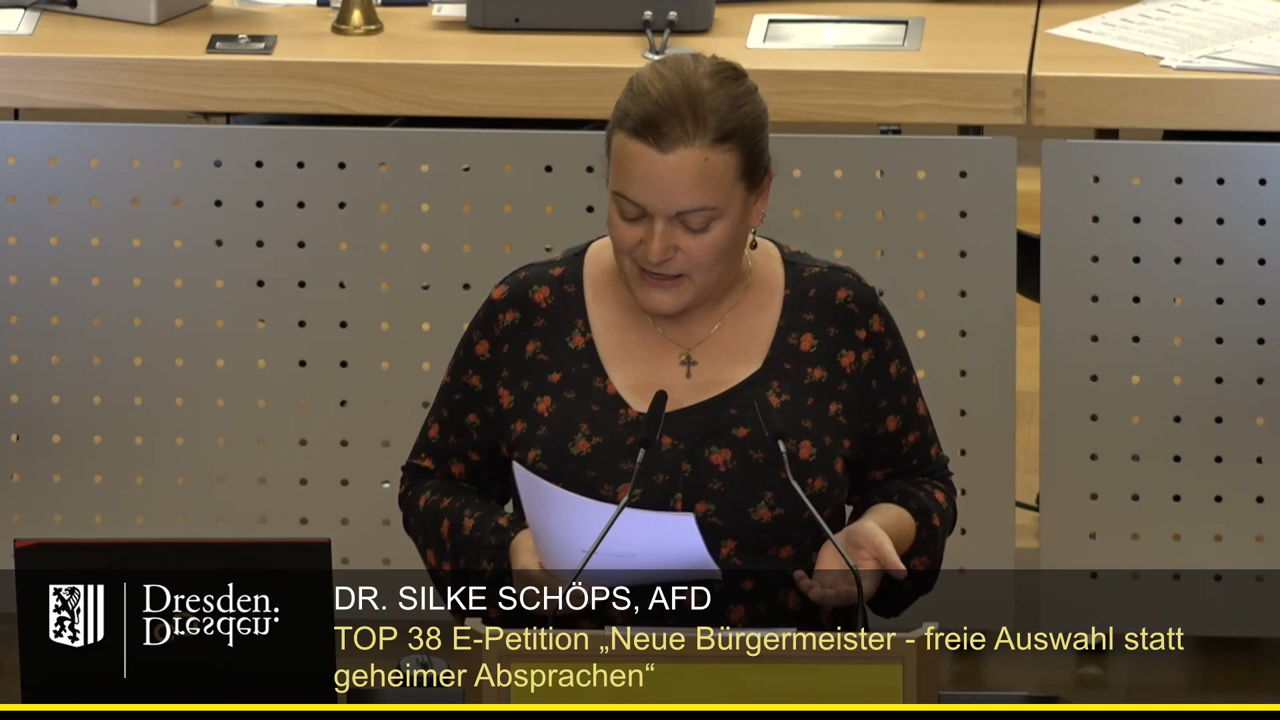 Dresden.
Dresden.
DR. SILKE SCHÖPS, AFD
TOP 38 E-Petition „Neue Bürgermeister - freie Auswahl statt
geheimer Absprachen“